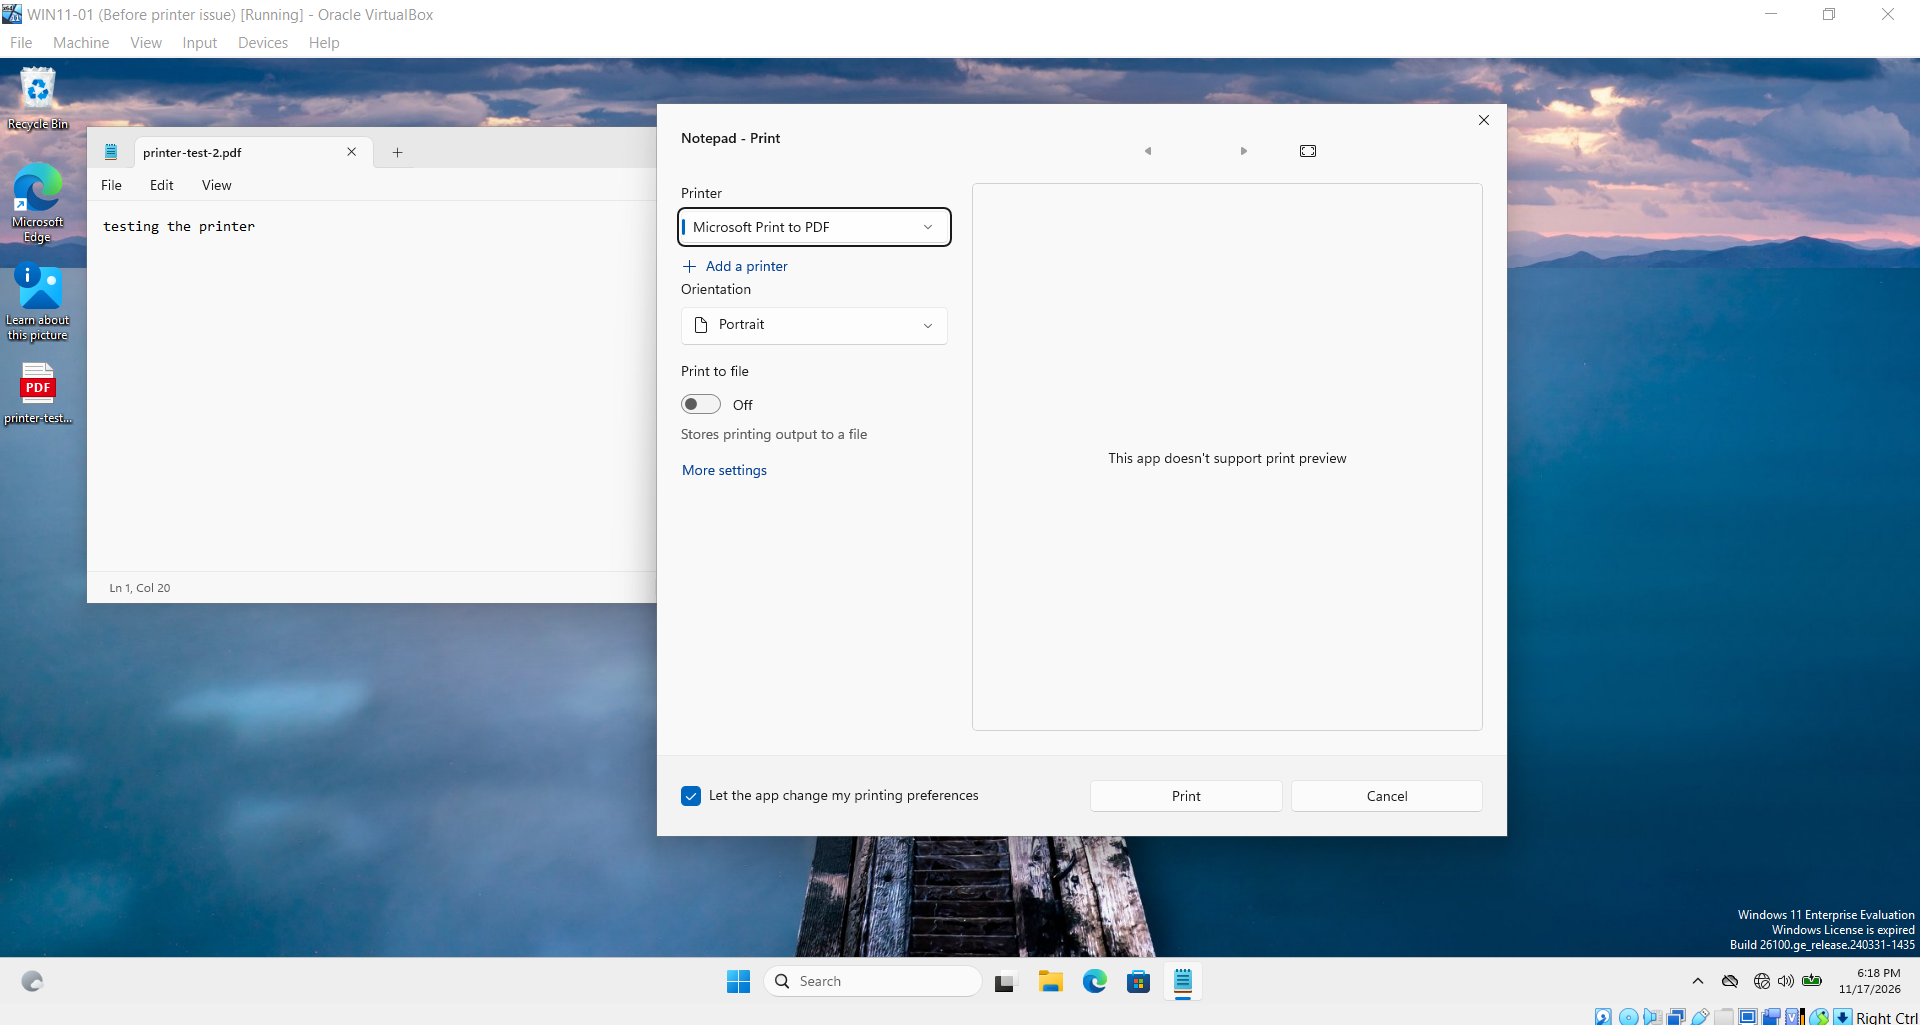 WIN11-01 (Before printer issue) [Running] - Oracle VirtualBox
File Machine View Input Devices Help
Recycle Bin
Microsoft
Edge
Learn about
this picture
PDF
printer-test...
printer-test-2.pdf
File Edit View
testing the printer
Ln 1, Col 20
Notepad - Print
Printer
Microsoft Print to PDF
Add a printer
Orientation
Portrait
Print to file
Off
Stores printing output to a file
More settings
This app doesn't support print preview
Let the app change my printing preferences
Print
Cancel
Windows 11 Enterprise Evaluation
Windows License is expired
Build 26100.ge_release.240331-1435
Search
6:18 PM
11/17/2026
Right Ctrl